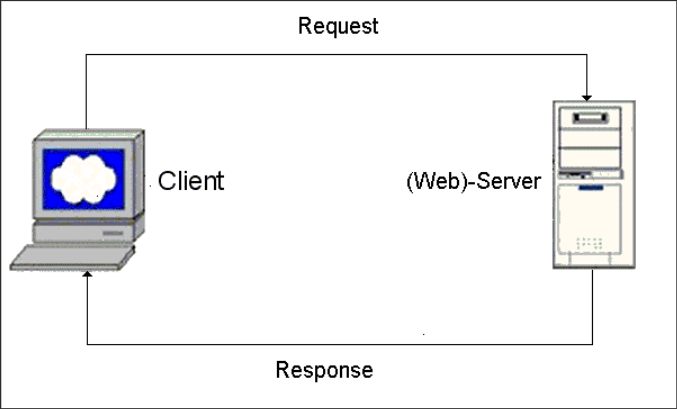 Request
Client
(Web)-Server
Response